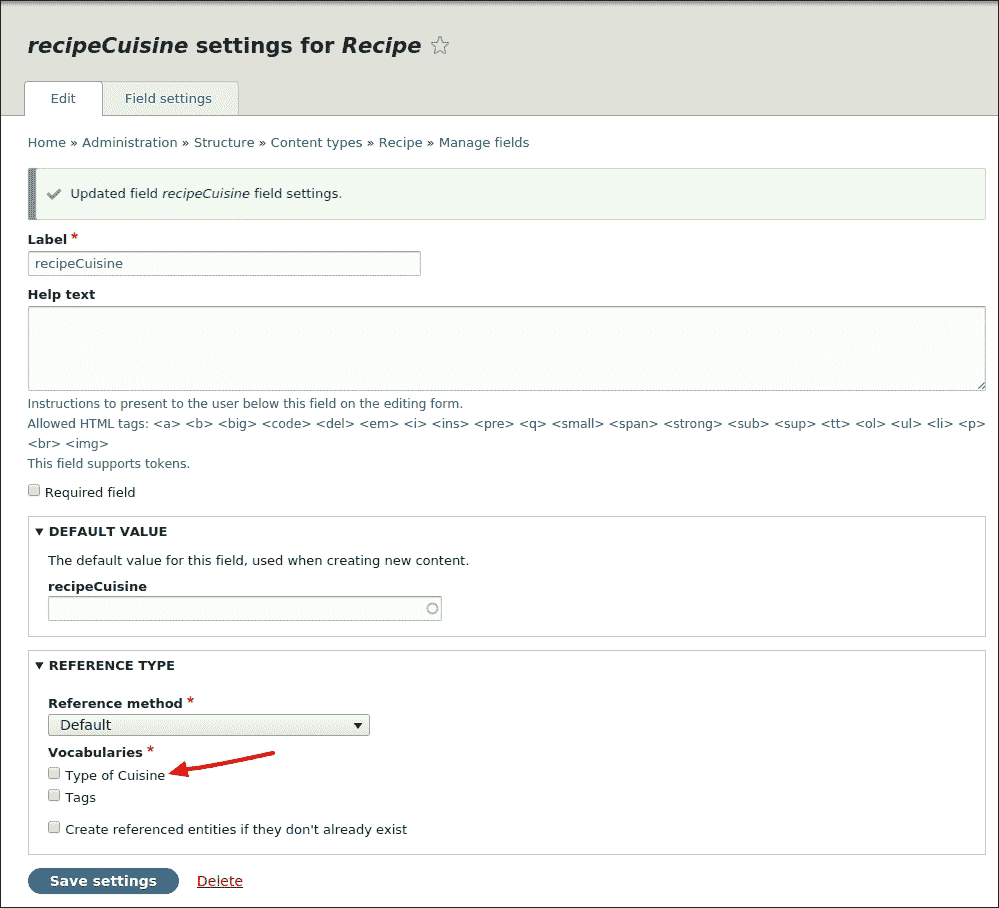 recipeCuisine settings for Recipe
Edit
Field settings
Home » Administration » Structure » Content types » Recipe » Manage fields
Updated field recipeCuisine field settings.
Label *
recipeCuisine
Help text
Instructions to present to the user below this field on the editing form.
Allowed HTML tags: <a> <b> <big> <code> <del> <em> <i> <ins> <pre> <q> <small> <span> <strong> <sub> <sup> <tt> <ol> <ul> <li> <p>
<br> <img>
This field supports tokens.
Required field
DEFAULT VALUE
The default value for this field, used when creating new content.
recipeCuisine
REFERENCE TYPE
Reference method *
Default
Vocabularies *
Type of Cuisine
Tags
Create referenced entities if they don't already exist
Save settings
Delete